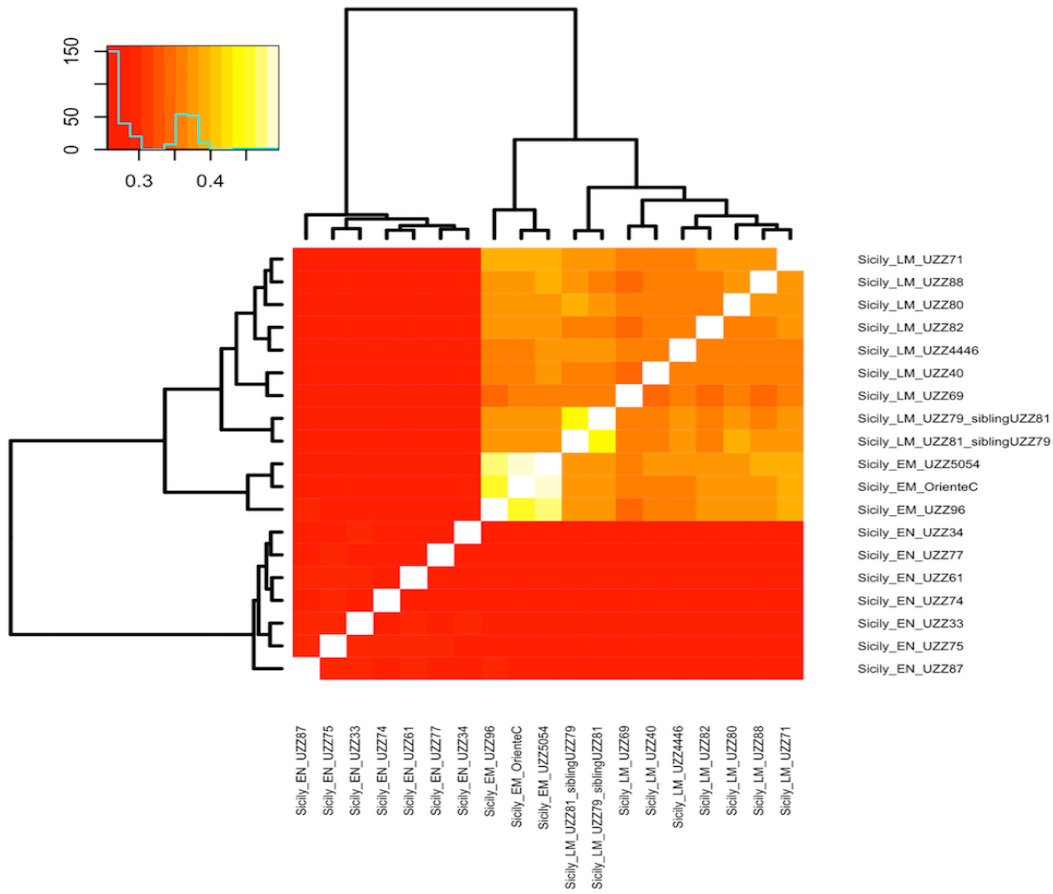 150
50
0
0.3 0.4
Sicily_LM_UZZ71
Sicily_LM_UZZ88
Sicily_LM_UZZ80
Sicily_LM_UZZ82
Sicily_LM_UZZ4446
Sicily_LM_UZZ40
Sicily_LM_UZZ69
Sicily_LM_UZZ79_siblingUZZ81
Sicily_LM_UZZ81_siblingUZZ79
Sicily_EM_UZZ5054
Sicily_EM_OrienteC
Sicily_EM_UZZ96
Sicily_EN_UZZ34
Sicily_EN_UZZ77
Sicily_EN_UZZ61
Sicily_EN_UZZ74
Sicily_EN_UZZ33
Sicily_EN_UZZ75
Sicily_EN_UZZ87
Sicily_EN_UZZ87
Sicily_EN_UZZ75
Sicily_EN_UZZ33
Sicily_EN_UZZ74
Sicily_EN_UZZ61
Sicily_EN_UZZ77
Sicily_EN_UZZ34
Sicily_EM_UZZ96
Sicily_EM_OrienteC
Sicily_EM_UZZ5054
Sicily_LM_UZZ81_siblingUZZ79
Sicily_LM_UZZ79_siblingUZZ81
Sicily_LM_UZZ69
Sicily_LM_UZZ40
Sicily_LM_UZZ4446
Sicily_LM_UZZ82
Sicily_LM_UZZ80
Sicily_LM_UZZ88
Sicily_LM_UZZ71